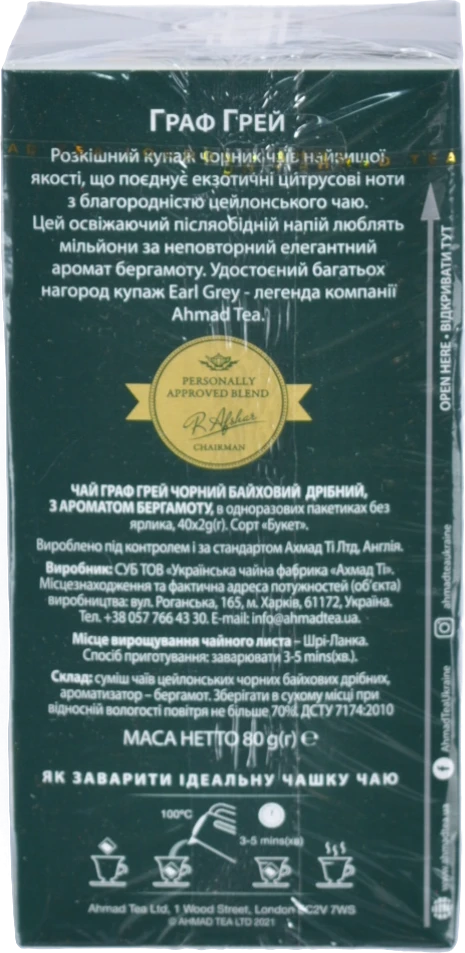 ГРАФ ГРЕЙ
Розкішний купаж чорних чаїв найвищої
якості, що поєднує екзотичні цитрусові ноти
з благородністю цейлонського чаю.
Цей освіжаючий післяобідній напій люблять
мільйони за неповторний елегантний
аромат бергамоту. Удостоєний багатьох
нагород купаж Earl Grey - легенда компанії
Ahmad Tea.
PERSONALLY
APPROVED BLEND
R. Afshar
CHAIRMAN
ЧАЙ ГРАФ ГРЕЙ ЧОРНИЙ БАЙХОВИЙ ДРІБНИЙ,
З АРОМАТОМ БЕРГАМОТУ, в одноразових пакетиках без
ярлика, 40x2g(г). Сорт «Букет».
Вироблено під контролем і за стандартом Ахмад Ті Лтд, Англія.
Виробник: СУБ ТОВ «Українська чайна фабрика «Ахмад Ті».
Місцезнаходження та фактична адреса потужностей (об'єкта)
виробництва: вул. Роганська, 165, м. Харків, 61172, Україна.
Тел. +38 057 766 43 30. E-mail: info@ahmadtea.ua.
Місце вирощування чайного листа – Шрі-Ланка.
Спосіб приготування: заварювати 3-5 mins(хв.).
Склад: суміш чаїв цейлонських чорних байхових дрібних,
ароматизатор – бергамот. Зберігати в сухому місці при
відносній вологості повітря не більше 70%. ДСТУ 7174:2010
МАСА НЕТТО 80 g(г) ℮
ЯК ЗАВАРИТИ ІДЕАЛЬНУ ЧАШКУ ЧАЮ
100°C
3-5 mins(хв)
Ahmad Tea Ltd, 1 Wood Street, London EC2V 7WS
© AHMAD TEA LTD 2021
OPEN HERE • ВІДКРИВАТИ ТУТ
ahmadteaukraine
AhmadTeaUkraine
www.ahmadtea.ua